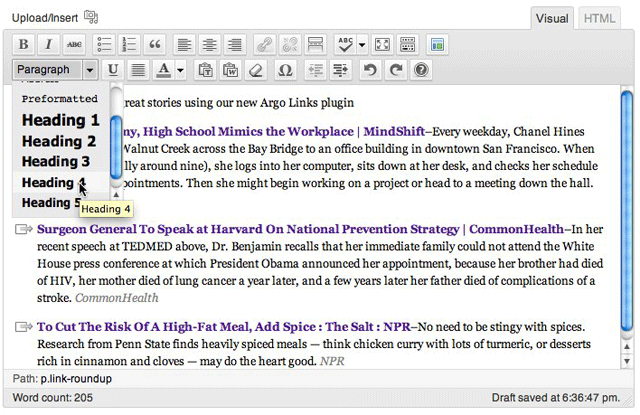 Upload/Insert
Visual HTML
B I ABC ABC
Paragraph U A Ω
Preformatted
Heading 1
Heading 2
Heading 3
Heading 4
Heading 5
Heading 4
reat stories using our new Argo Links plugin
ny, High School Mimics the Workplace | MindShift–Every weekday, Chanel Hines
Walnut Creek across the Bay Bridge to an office building in downtown San Francisco. When
lly around nine), she logs into her computer, sits down at her desk, and checks her schedule
pointments. Then she might begin working on a project or head to a meeting down the hall.
Surgeon General To Speak at Harvard On National Prevention Strategy | CommonHealth–In her
recent speech at TEDMED above, Dr. Benjamin recalls that her immediate family could not attend the White
House press conference at which President Obama announced her appointment, because her brother had died
of HIV, her mother died of lung cancer a year later, and a few years later her father died of complications of a
stroke. CommonHealth
To Cut The Risk Of A High-Fat Meal, Add Spice : The Salt : NPR–No need to be stingy with spices.
Research from Penn State finds heavily spiced meals — think chicken curry with lots of turmeric, or desserts
rich in cinnamon and cloves — may do the heart good. NPR
Path: p.link-roundup
Word count: 205 Draft saved at 6:36:47 pm.